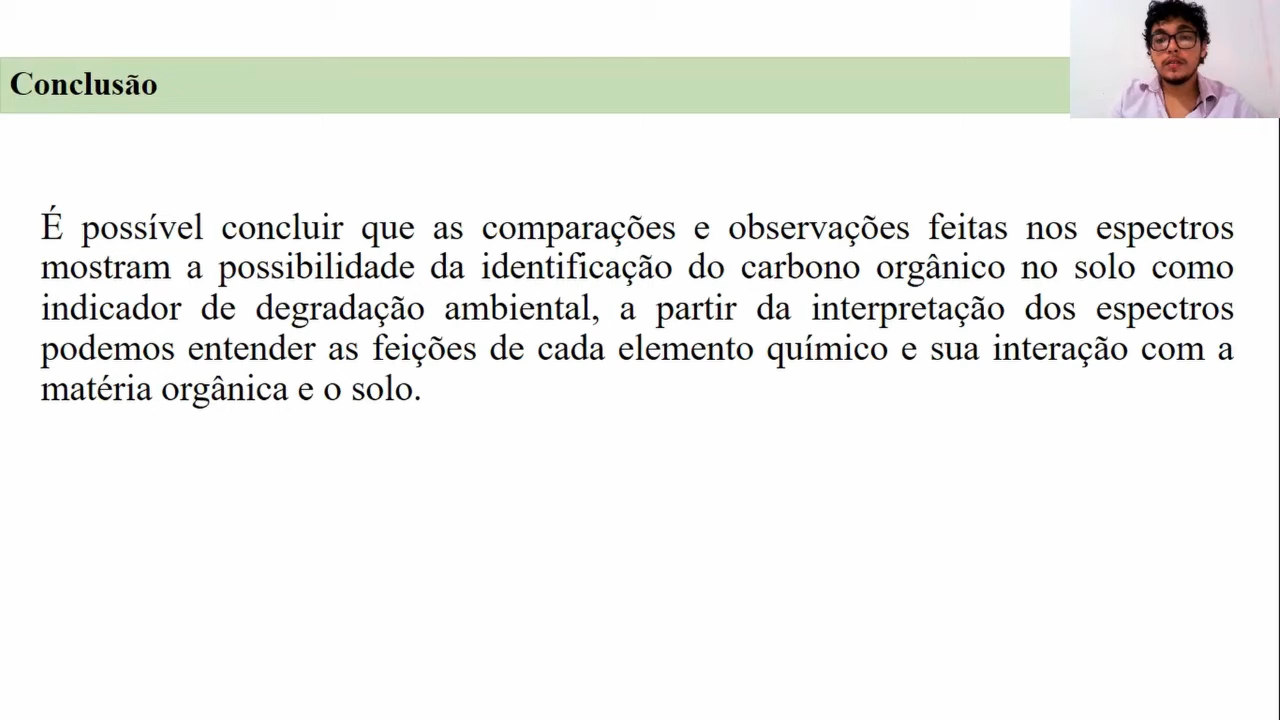 Conclusão
É possível concluir que as comparações e observações feitas nos espectros
mostram a possibilidade da identificação do carbono orgânico no solo como
indicador de degradação ambiental, a partir da interpretação dos espectros
podemos entender as feições de cada elemento químico e sua interação com a
matéria orgânica e o solo.